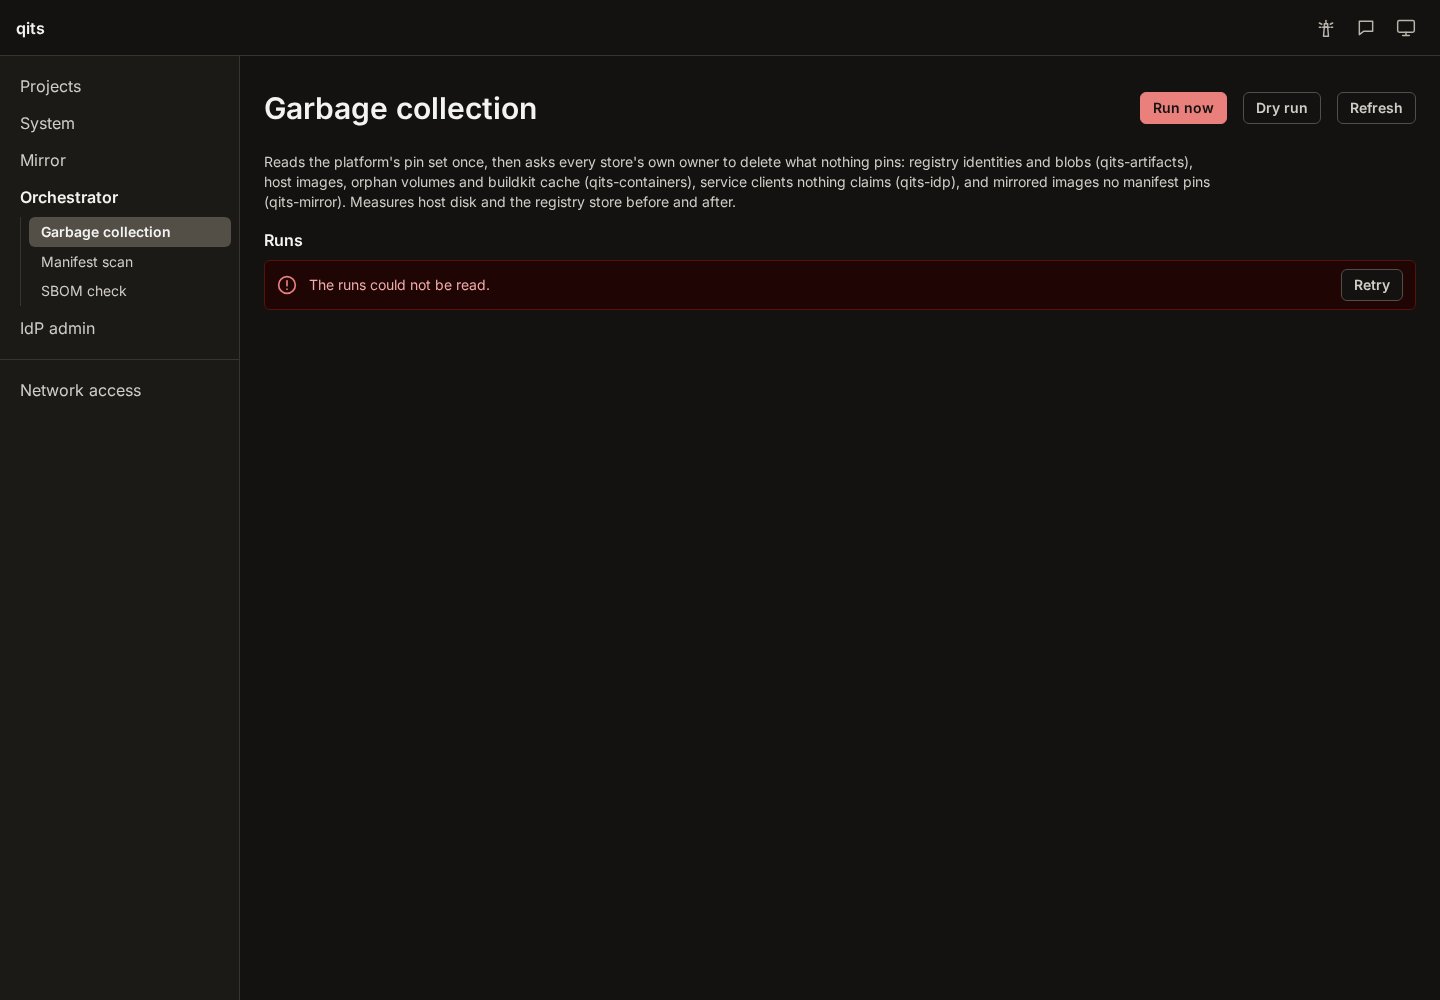 qits
Projects
System
Mirror
Orchestrator
Garbage collection
Manifest scan
SBOM check
IdP admin
Network access
Garbage collection
Run now
Dry run
Refresh
Reads the platform's pin set once, then asks every store's own owner to delete what nothing pins: registry identities and blobs (qits-artifacts),
host images, orphan volumes and buildkit cache (qits-containers), service clients nothing claims (qits-idp), and mirrored images no manifest pins
(qits-mirror). Measures host disk and the registry store before and after.
Runs
The runs could not be read.
Retry